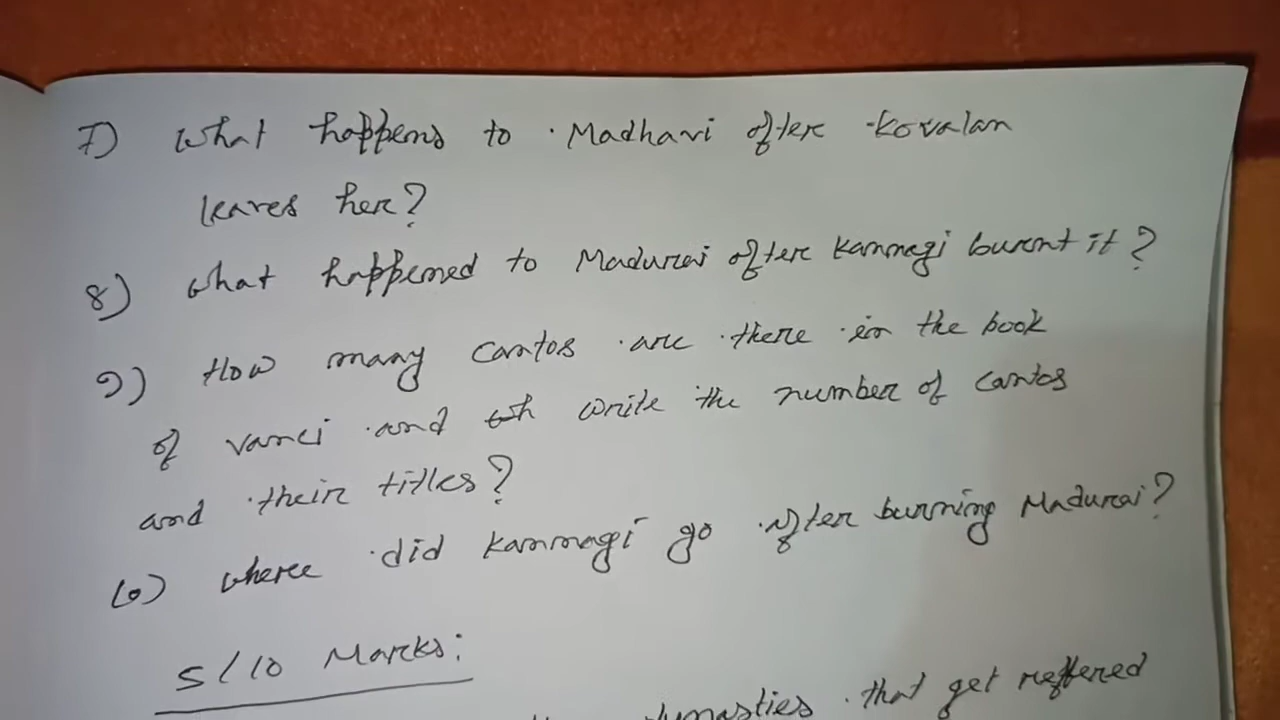 7) What happens to Madhavi after Kovalan
leaves her?
8) What happened to Madurai after Kannagi burnt it?
9) How many cantos are there in the book
of vanci and write the number of cantos
and their titles?
10) where did Kannagi go after burning Madurai?
5/10 Marks:
dynasties that get reffered